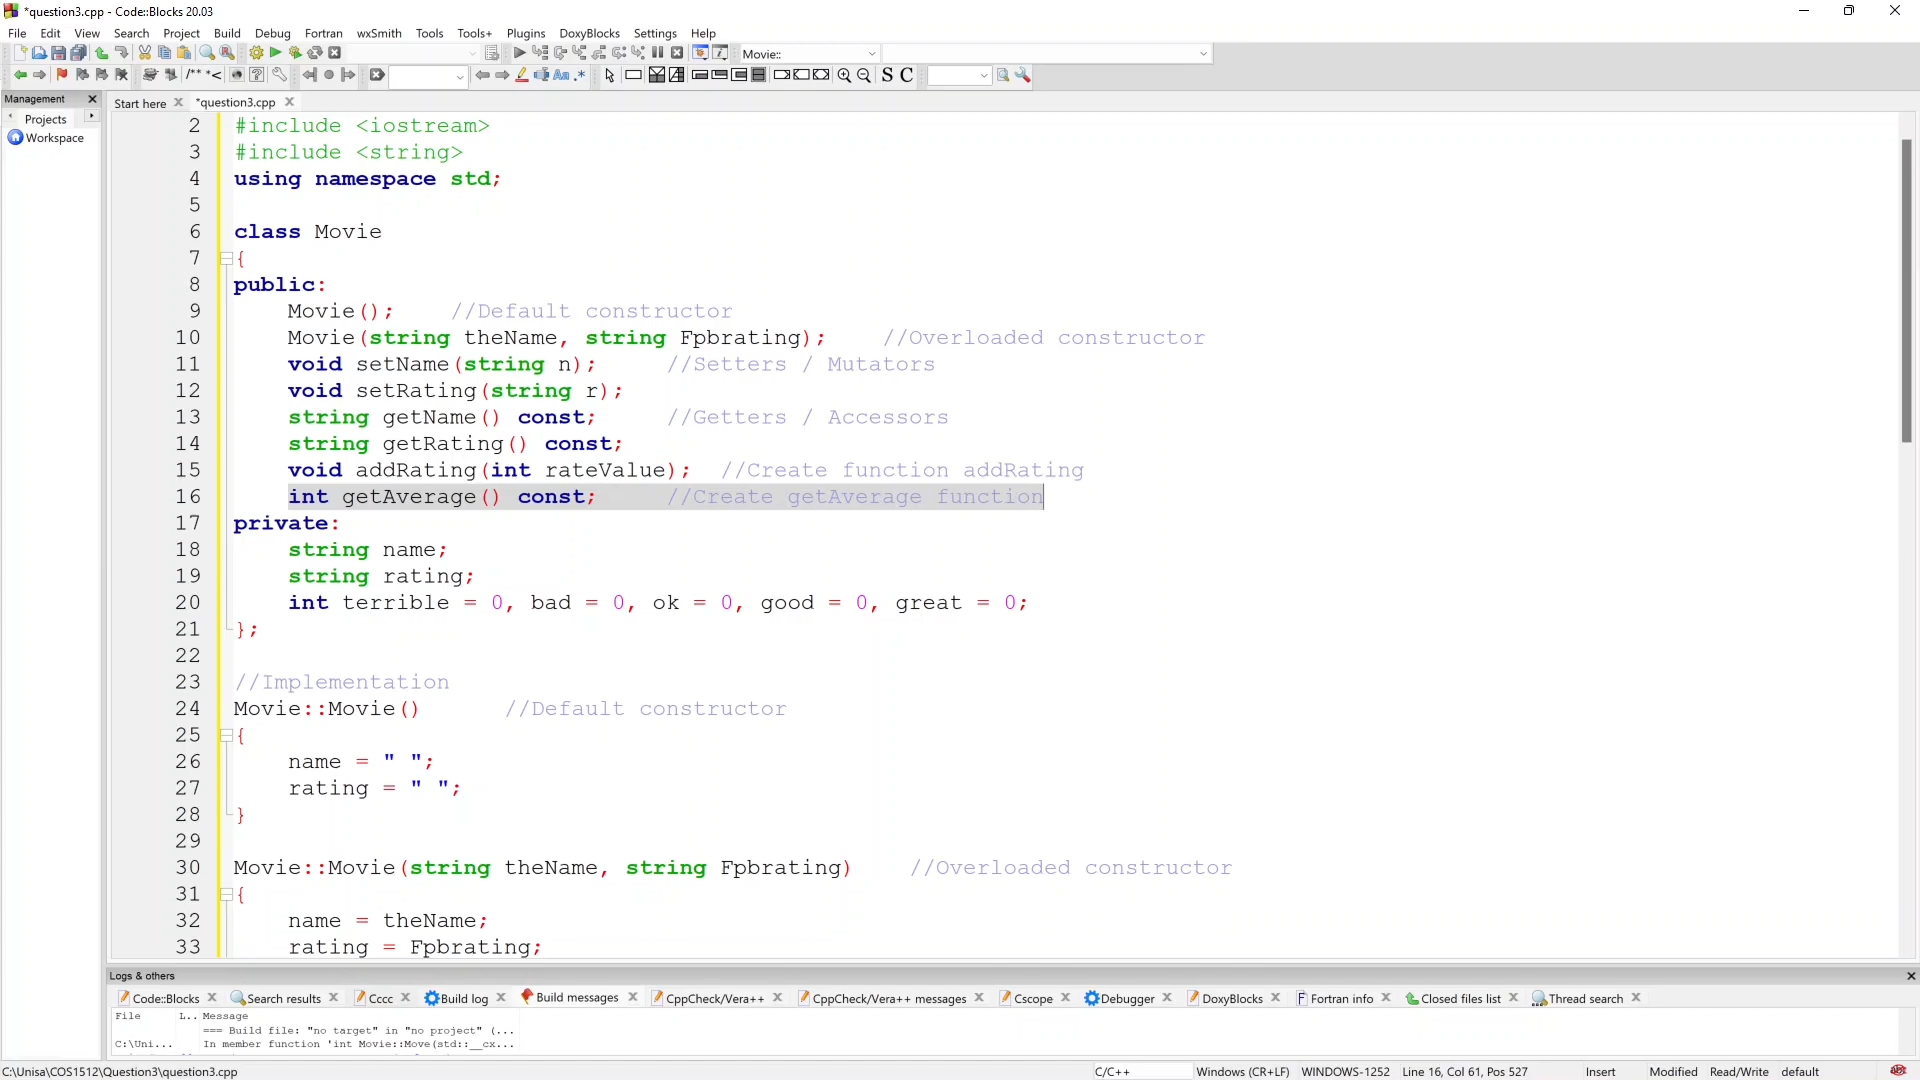 *question3.cpp - Code::Blocks 20.03
File Edit View Search Project Build Debug Fortran wxSmith Tools Tools+ Plugins DoxyBlocks Settings Help
Movie::
/** *<
Aa .*
S C
Management
Start here *question3.cpp
Projects
Workspace
2 #include <iostream>
3 #include <string>
4 using namespace std;
5
6 class Movie
7 {
8 public:
9 Movie(); //Default constructor
10 Movie(string theName, string Fpbrating); //Overloaded constructor
11 void setName(string n); //Setters / Mutators
12 void setRating(string r);
13 string getName() const; //Getters / Accessors
14 string getRating() const;
15 void addRating(int rateValue); //Create function addRating
16 int getAverage() const; //Create getAverage function
17 private:
18 string name;
19 string rating;
20 int terrible = 0, bad = 0, ok = 0, good = 0, great = 0;
21 };
22
23 //Implementation
24 Movie::Movie() //Default constructor
25 {
26 name = " ";
27 rating = " ";
28 }
29
30 Movie::Movie(string theName, string Fpbrating) //Overloaded constructor
31 {
32 name = theName;
33 rating = Fpbrating;
Logs & others
Code::Blocks Search results Cccc Build log Build messages CppCheck/Vera++ CppCheck/Vera++ messages Cscope Debugger DoxyBlocks Fortran info Closed files list Thread search
File L.. Message
=== Build file: "no target" in "no project" (...
C:\Uni... In member function 'int Movie::Move(std::__cx...
C:\Unisa\COS1512\Question3\question3.cpp C/C++ Windows (CR+LF) WINDOWS-1252 Line 16, Col 61, Pos 527 Insert Modified Read/Write default